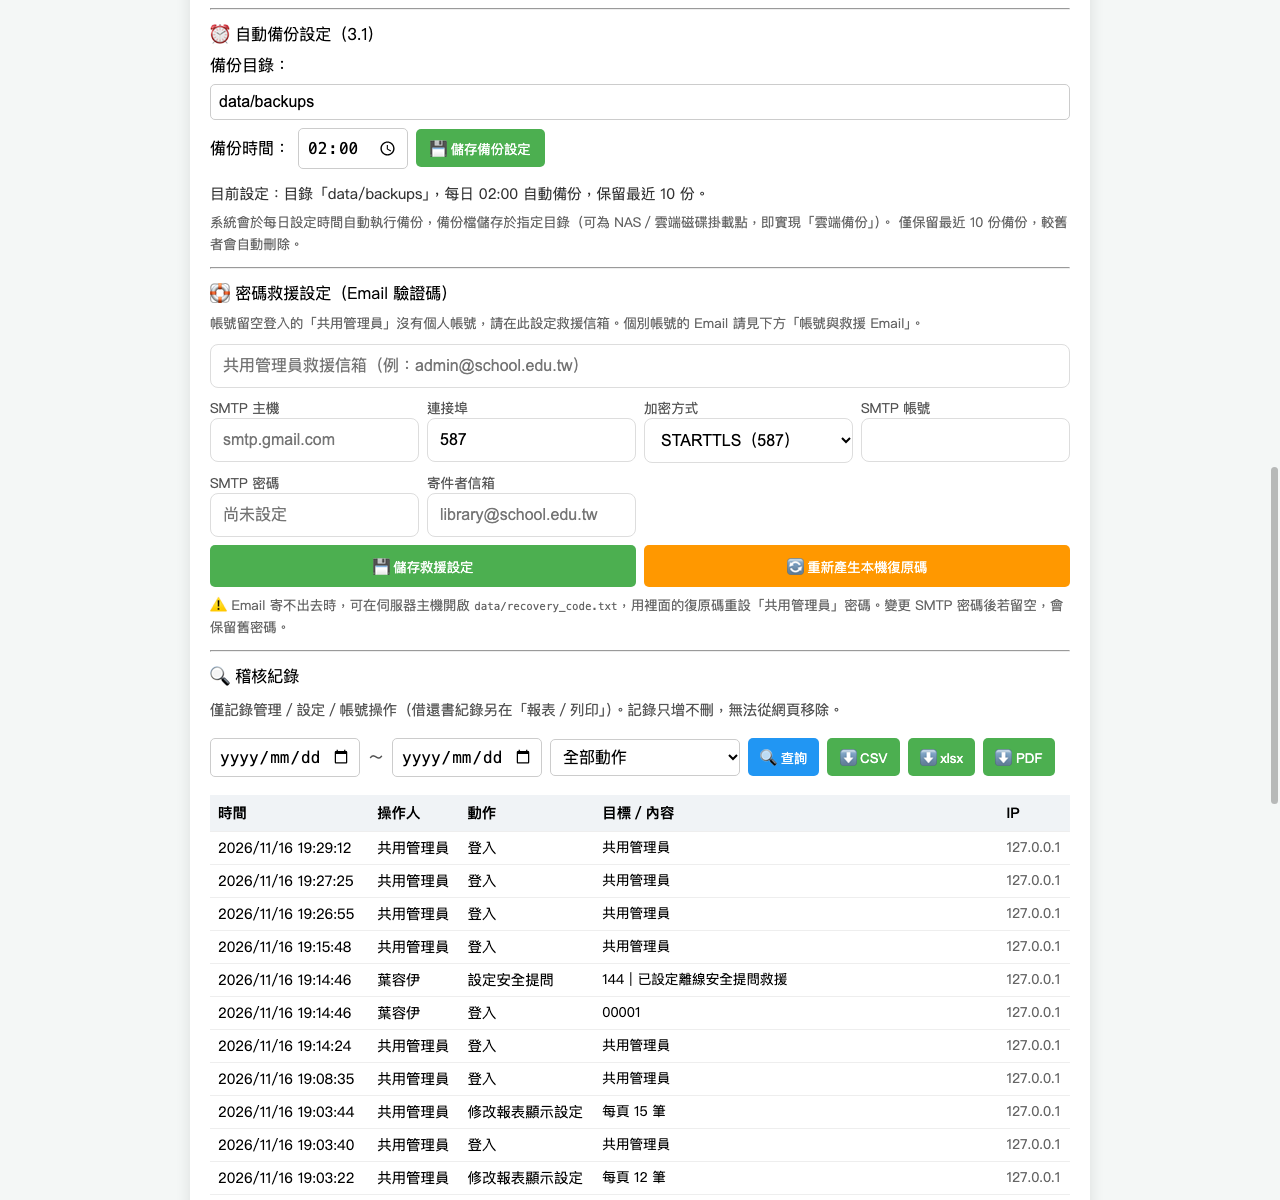 ⏰ 自動備份設定（3.1）
備份目錄：
data/backups
備份時間： 02:00 💾 儲存備份設定
目前設定：目錄「data/backups」，每日 02:00 自動備份，保留最近 10 份。
系統會於每日設定時間自動執行備份，備份檔儲存於指定目錄（可為 NAS / 雲端磁碟掛載點，即實現「雲端備份」）。 僅保留最近 10 份備份，較舊
者會自動刪除。
🛟 密碼救援設定（Email 驗證碼）
帳號留空登入的「共用管理員」沒有個人帳號，請在此設定救援信箱。個別帳號的 Email 請見下方「帳號與救援 Email」。
共用管理員救援信箱（例：admin@school.edu.tw）
SMTP 主機 連接埠 加密方式 SMTP 帳號
smtp.gmail.com 587 STARTTLS（587）
SMTP 密碼 寄件者信箱
尚未設定 library@school.edu.tw
💾 儲存救援設定 🔄 重新產生本機復原碼
⚠️ Email 寄不出去時，可在伺服器主機開啟 data/recovery_code.txt，用裡面的復原碼重設「共用管理員」密碼。變更 SMTP 密碼後若留空，會
保留舊密碼。
🔍 稽核紀錄
僅記錄管理 / 設定 / 帳號操作（借還書紀錄另在「報表 / 列印」）。記錄只增不刪，無法從網頁移除。
yyyy/mm/dd ～ yyyy/mm/dd 全部動作 🔍 查詢 ⬇️ CSV ⬇️ xlsx ⬇️ PDF
時間 操作人 動作 目標 / 內容 IP
2026/11/16 19:29:12 共用管理員 登入 共用管理員 127.0.0.1
2026/11/16 19:27:25 共用管理員 登入 共用管理員 127.0.0.1
2026/11/16 19:26:55 共用管理員 登入 共用管理員 127.0.0.1
2026/11/16 19:15:48 共用管理員 登入 共用管理員 127.0.0.1
2026/11/16 19:14:46 葉容伊 設定安全提問 144｜已設定離線安全提問救援 127.0.0.1
2026/11/16 19:14:46 葉容伊 登入 00001 127.0.0.1
2026/11/16 19:14:24 共用管理員 登入 共用管理員 127.0.0.1
2026/11/16 19:08:35 共用管理員 登入 共用管理員 127.0.0.1
2026/11/16 19:03:44 共用管理員 修改報表顯示設定 每頁 15 筆 127.0.0.1
2026/11/16 19:03:40 共用管理員 登入 共用管理員 127.0.0.1
2026/11/16 19:03:22 共用管理員 修改報表顯示設定 每頁 12 筆 127.0.0.1